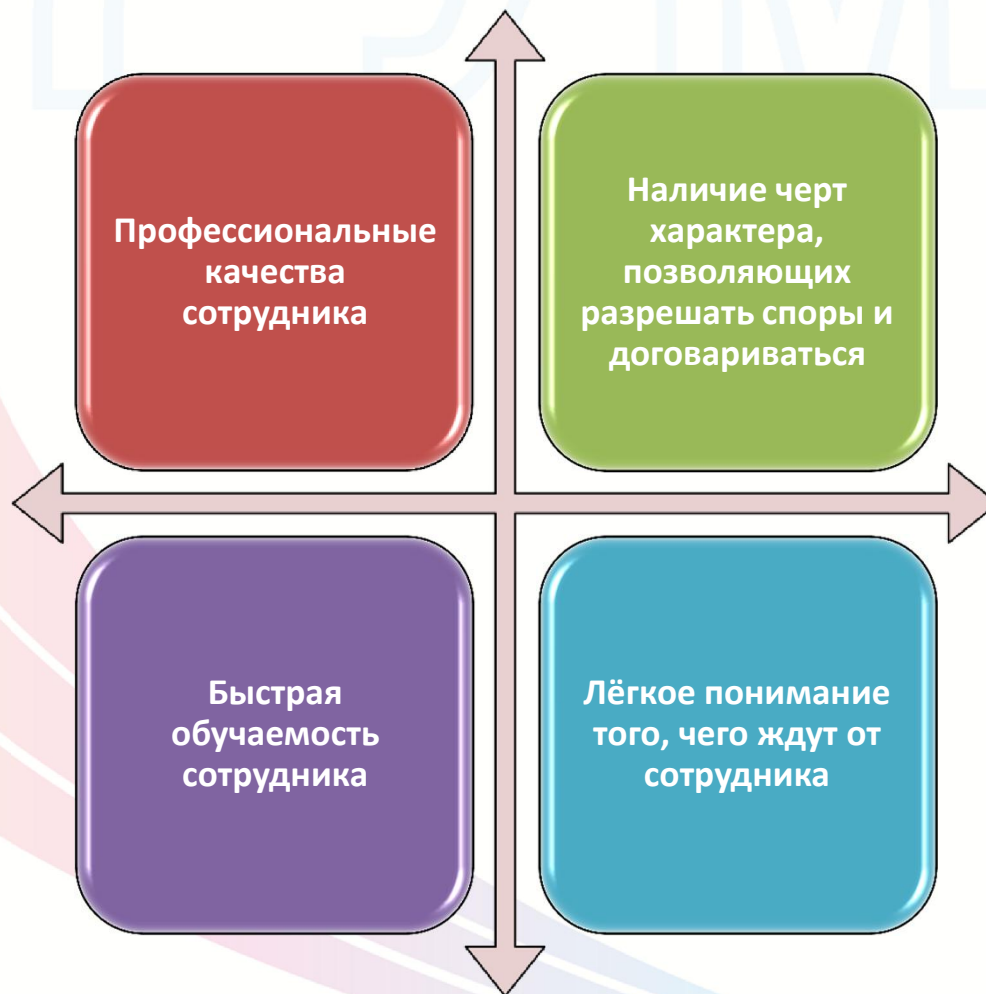 Профессиональные
качества
сотрудника
Наличие черт
характера,
позволяющих
разрешать споры и
договариваться
Быстрая
обучаемость
сотрудника
Лёгкое понимание
того, чего ждут от
сотрудника